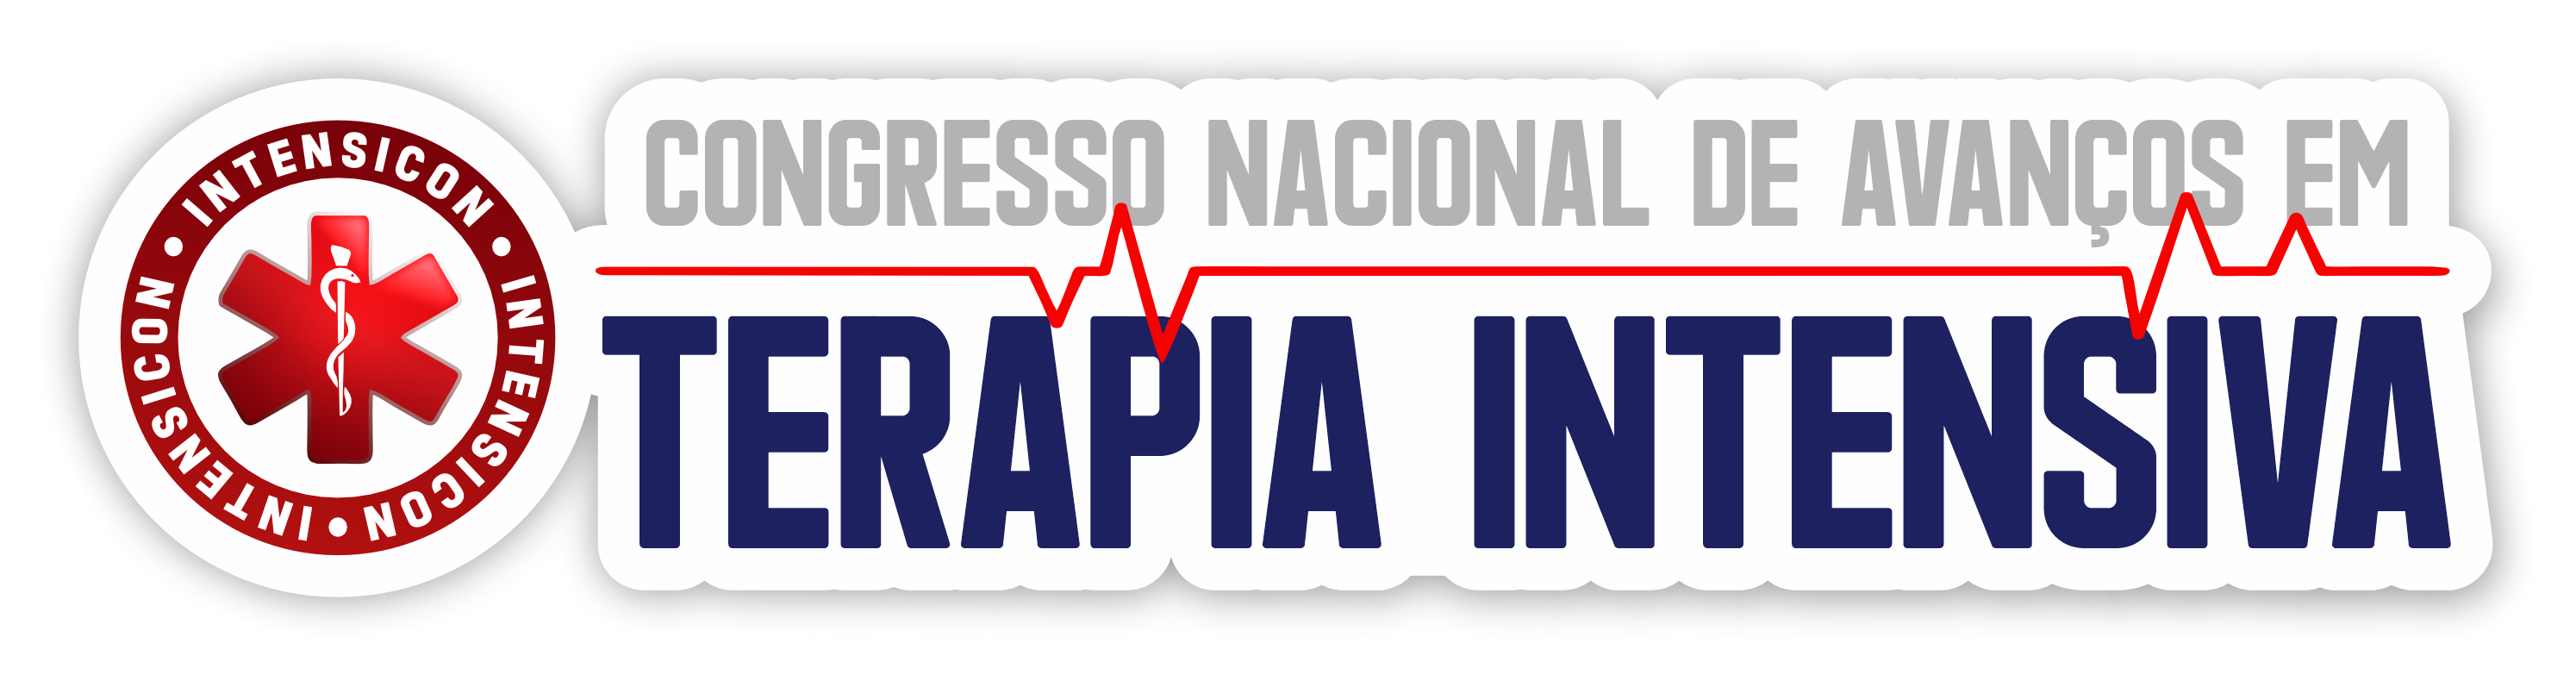 INTENSICON • INTENSICON • INTENSICON •
CONGRESSO NACIONAL DE AVANÇOS EM
TERAPIA INTENSIVA